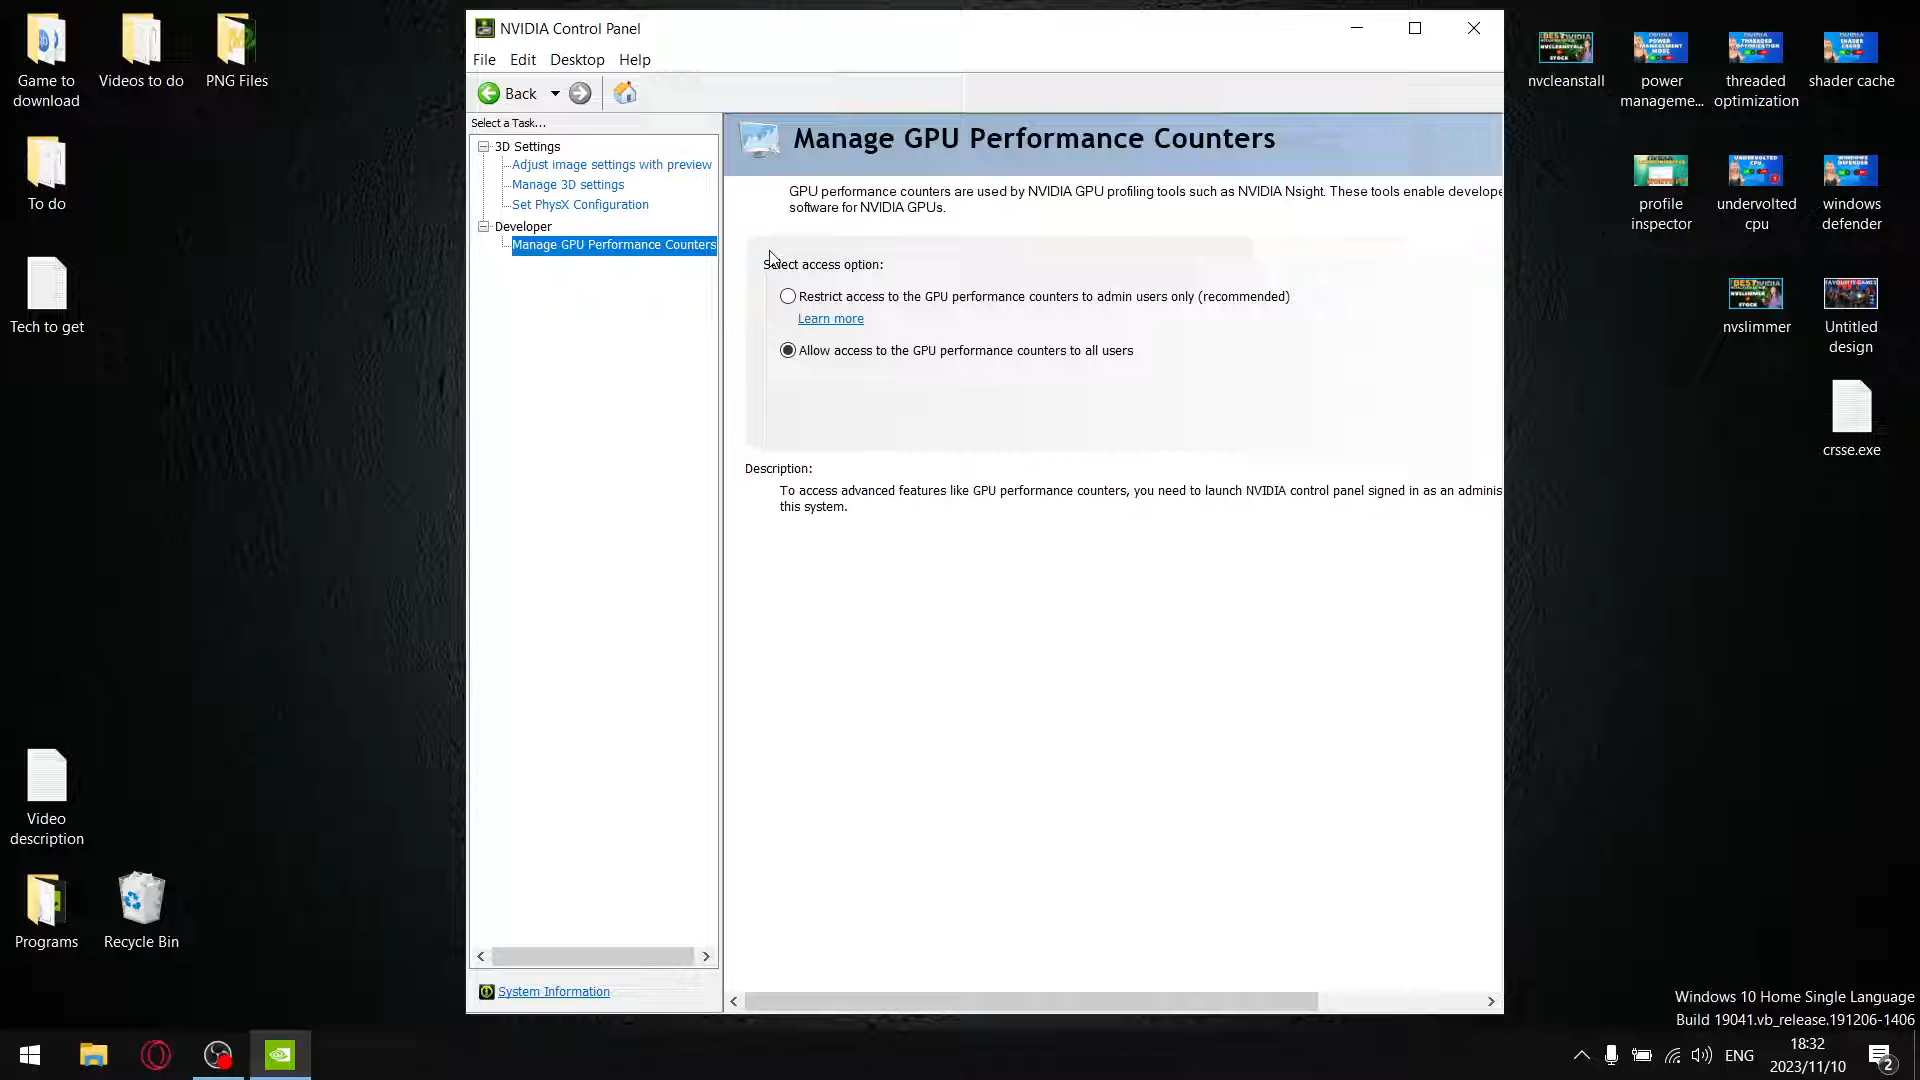 Game to
download
Videos to do
PNG Files
To do
Tech to get
Video
description
Programs
Recycle Bin
NVIDIA Control Panel
File Edit Desktop Help
Back
Select a Task...
3D Settings
Adjust image settings with preview
Manage 3D settings
Set PhysX Configuration
Developer
Manage GPU Performance Counters
System Information
Manage GPU Performance Counters
GPU performance counters are used by NVIDIA GPU profiling tools such as NVIDIA Nsight. These tools enable develope
software for NVIDIA GPUs.
Select access option:
Restrict access to the GPU performance counters to admin users only (recommended)
Learn more
Allow access to the GPU performance counters to all users
Description:
To access advanced features like GPU performance counters, you need to launch NVIDIA control panel signed in as an adminis
this system.
nvcleanstall
power
manageme...
threaded
optimization
shader cache
profile
inspector
undervolted
cpu
windows
defender
nvslimmer
Untitled
design
crsse.exe
Windows 10 Home Single Language
Build 19041.vb_release.191206-1406
ENG
18:32
2023/11/10
2